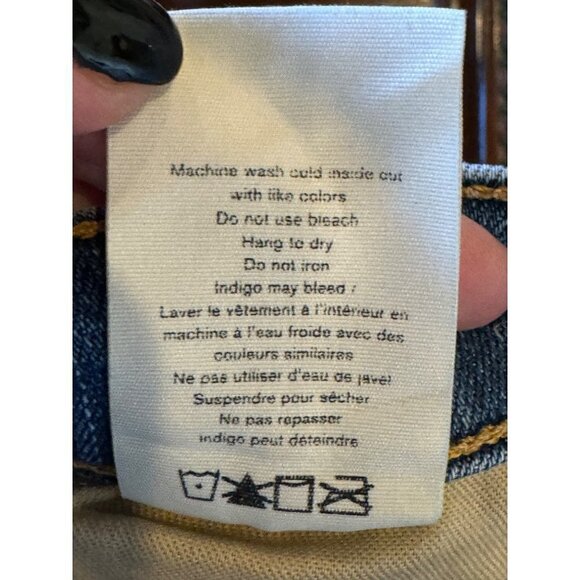 Machine wash cold inside out
with like colors
Do not use bleach
Hang to dry
Do not iron
Indigo may bleed /
Laver le vêtement à l'intérieur en
machine à l'eau froide avec des
couleurs similaires
Ne pas utiliser d'eau de javel
Suspendre pour sècher
Ne pas repasser
Indigo peut déteindre